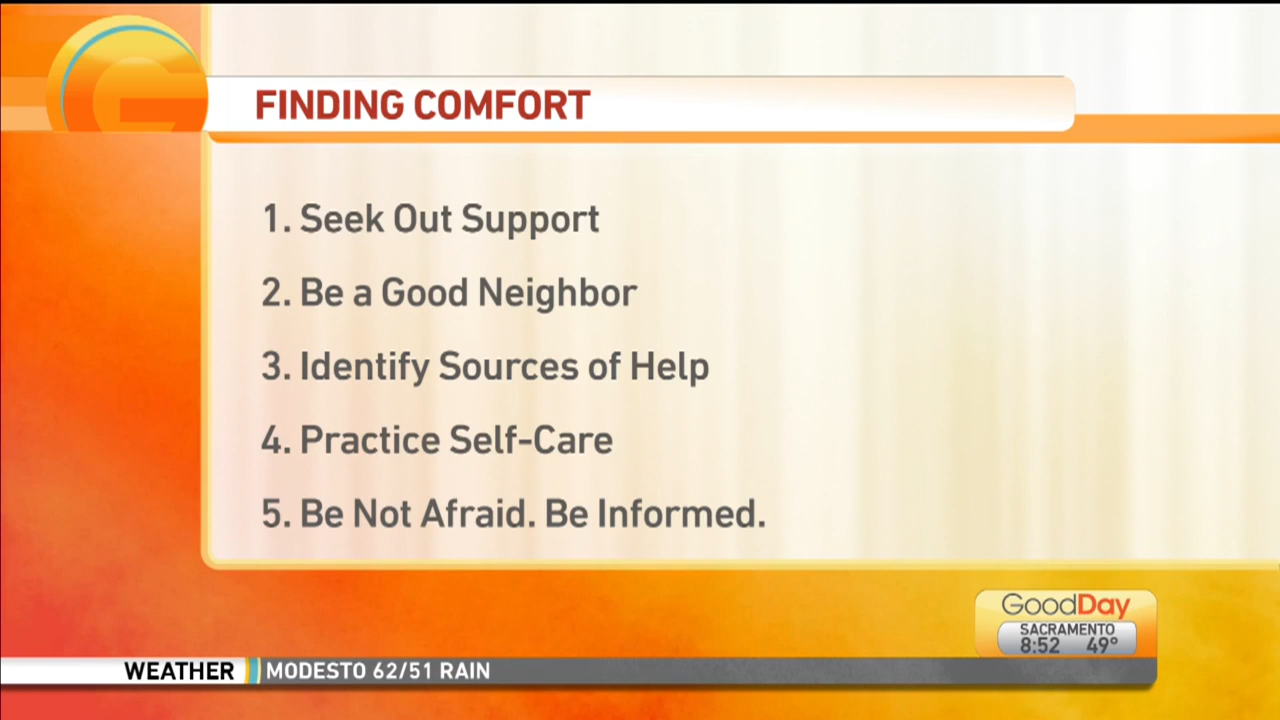 FINDING COMFORT
1. Seek Out Support
2. Be a Good Neighbor
3. Identify Sources of Help
4. Practice Self-Care
5. Be Not Afraid. Be Informed.
GoodDay
SACRAMENTO
8:52 49°
WEATHER MODESTO 62/51 RAIN